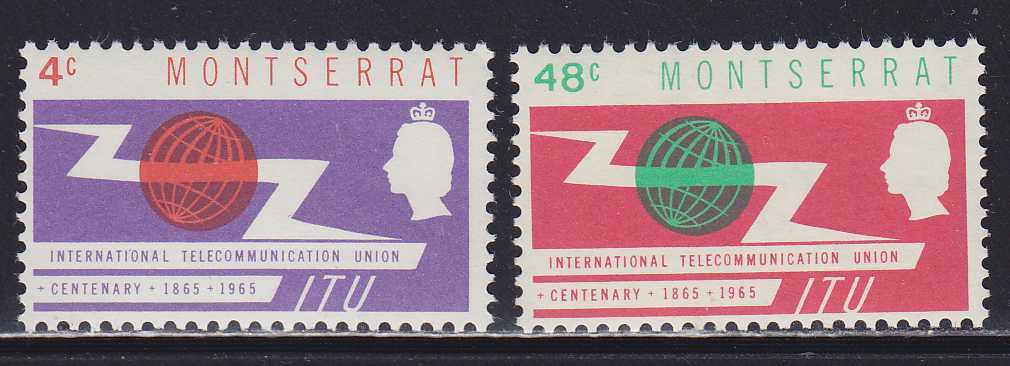 4c MONTSERRAT
INTERNATIONAL TELECOMMUNICATION UNION
+ CENTENARY + 1865 + 1965 ITU
48c MONTSERRAT
INTERNATIONAL TELECOMMUNICATION UNION
+ CENTENARY + 1865 + 1965 ITU